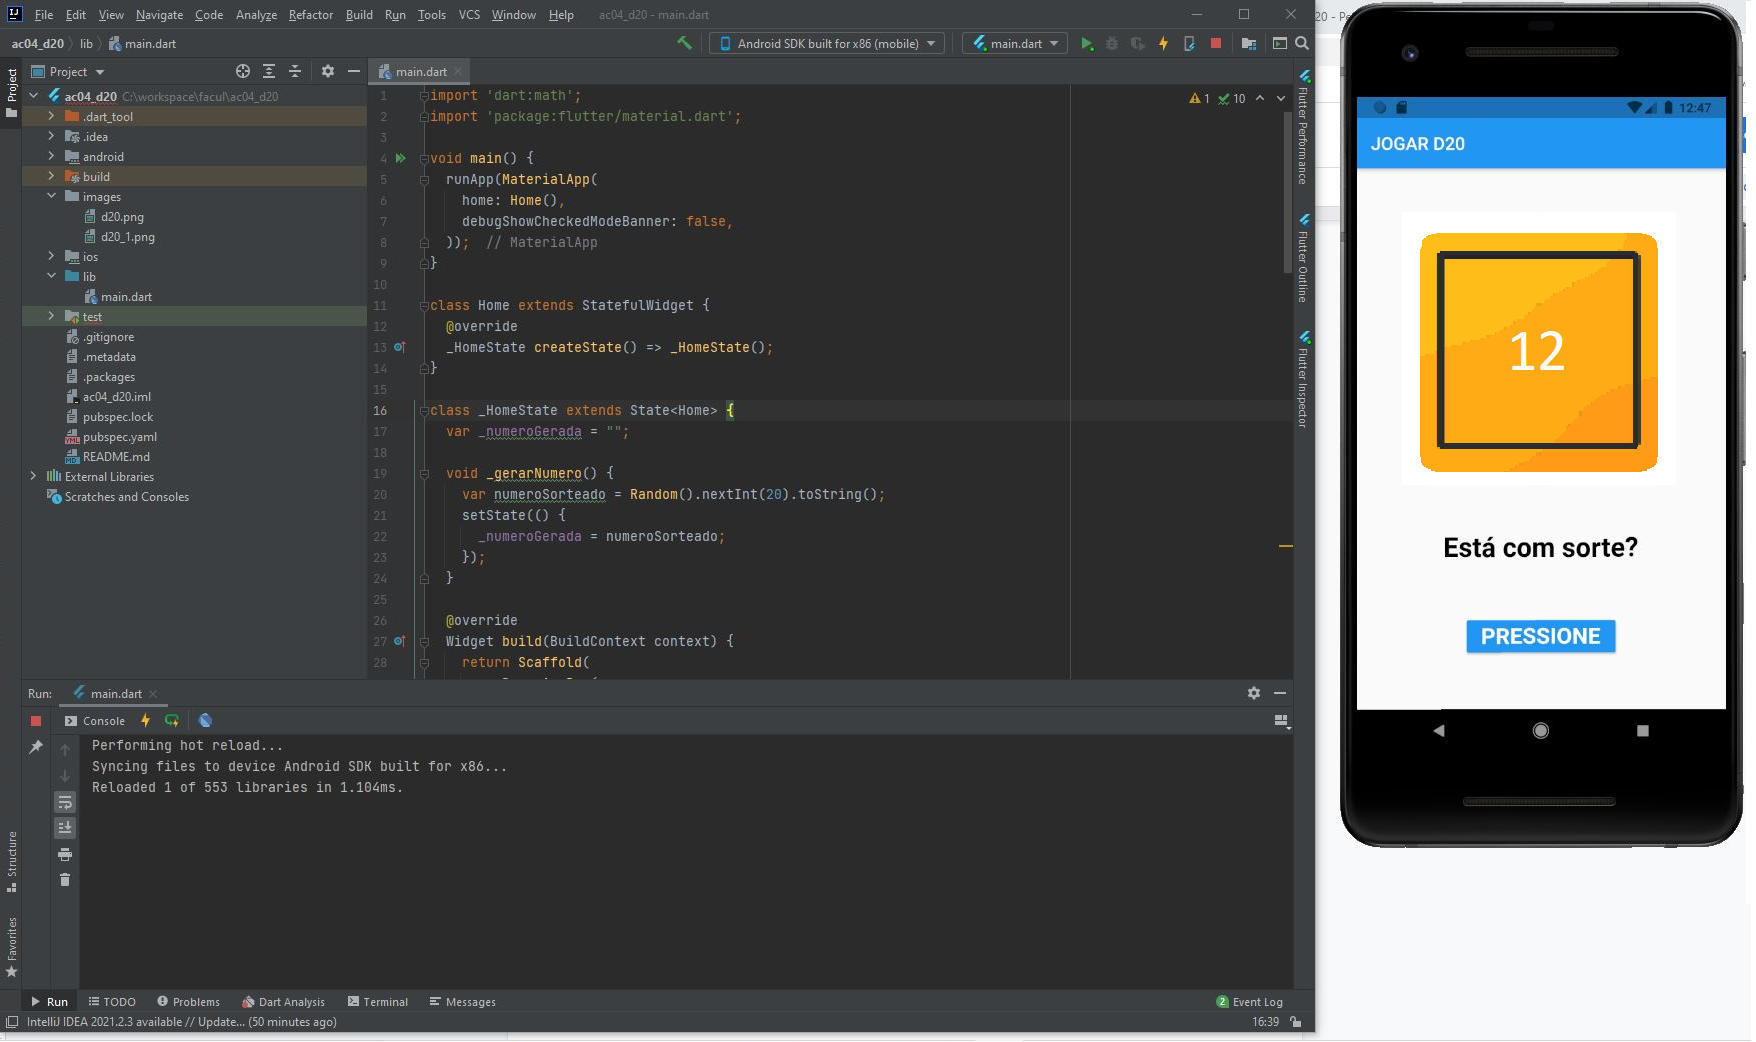 File Edit View Navigate Code Analyze Refactor Build Run Tools VCS Window Help ac04_d20 - main.dart
ac04_d20 lib main.dart
Android SDK built for x86 (mobile) main.dart
Project
Project
main.dart
ac04_d20 C:\workspace\facul\ac04_d20
.dart_tool
.idea
android
build
images
d20.png
d20_1.png
ios
lib
main.dart
test
.gitignore
.metadata
.packages
ac04_d20.iml
pubspec.lock
pubspec.yaml
README.md
External Libraries
Scratches and Consoles
Structure
Favorites
1 import 'dart:math';
2 import 'package:flutter/material.dart';
3
4 void main() {
5 runApp(MaterialApp(
6 home: Home(),
7 debugShowCheckedModeBanner: false,
8 )); // MaterialApp
9 }
10
11 class Home extends StatefulWidget {
12 @override
13 _HomeState createState() => _HomeState();
14 }
15
16 class _HomeState extends State<Home> {
17 var _numeroGerada = "";
18
19 void _gerarNumero() {
20 var numeroSorteado = Random().nextInt(20).toString();
21 setState(() {
22 _numeroGerada = numeroSorteado;
23 });
24 }
25
26 @override
27 Widget build(BuildContext context) {
28 return Scaffold(
1 10
Flutter Performance
Flutter Outline
Flutter Inspector
Run: main.dart
Console
Performing hot reload...
Syncing files to device Android SDK built for x86...
Reloaded 1 of 553 libraries in 1.104ms.
Run TODO Problems Dart Analysis Terminal Messages 2 Event Log
IntelliJ IDEA 2021.2.3 available // Update... (50 minutes ago) 16:39
12:47
JOGAR D20
12
Está com sorte?
PRESSIONE